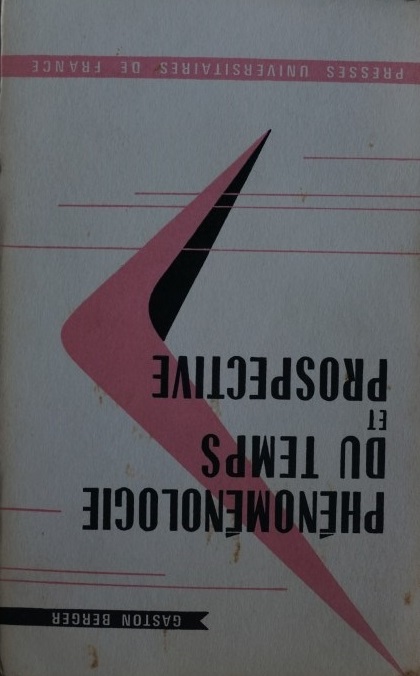 GASTON BERGER
PHÉNOMÉNOLOGIE
DU TEMPS
ET
PROSPECTIVE
PRESSES UNIVERSITAIRES DE FRANCE